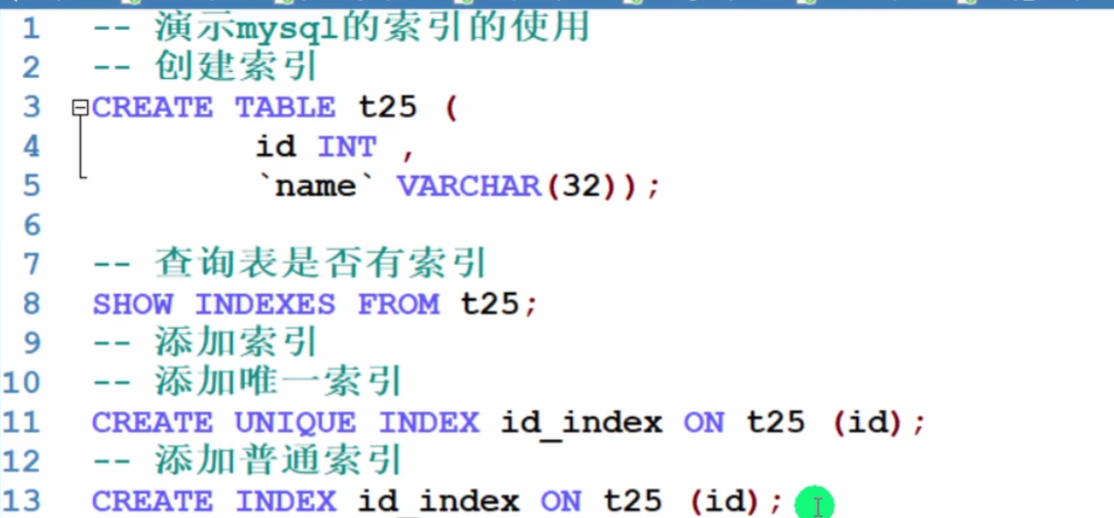 1 -- 演示mysql的索引的使用
2 -- 创建索引
3 CREATE TABLE t25 (
4 id INT ,
5 `name` VARCHAR(32));
6
7 -- 查询表是否有索引
8 SHOW INDEXES FROM t25;
9 -- 添加索引
10 -- 添加唯一索引
11 CREATE UNIQUE INDEX id_index ON t25 (id);
12 -- 添加普通索引
13 CREATE INDEX id_index ON t25 (id);